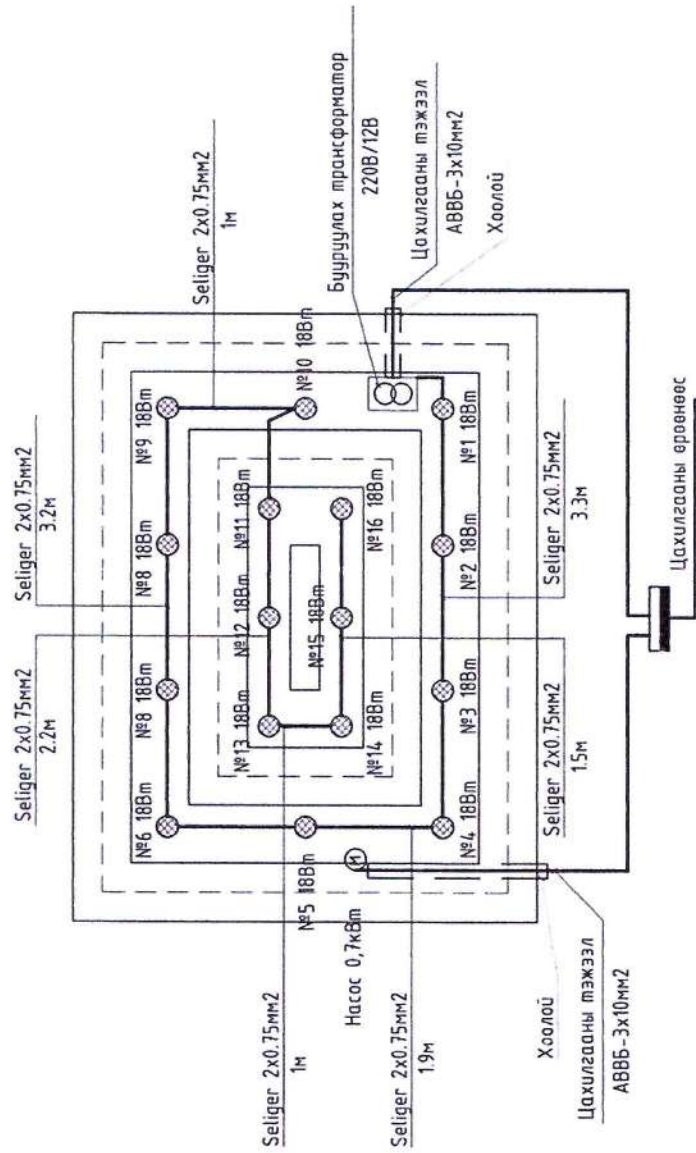 Seliger 2x0.75мм2
2.2м
Seliger 2x0.75мм2
3.2м
Seliger 2x0.75мм2
1м
№6 18Вт
№8 18Вт
№8 18Вт
№9 18Вт
№10 18Вт
№5 18Вт
№13 18Вт
№12 18Вт
№11 18Вт
№14 18Вт
№15 18Вт
№16 18Вт
№4 18Вт
№3 18Вт
№2 18Вт
№1 18Вт
Бууруулах трансформатор
220В/12В
Цахилгааны тэжээл
АВВБ-3x10мм2
Хоолой
Seliger 2x0.75мм2
1м
Насос 0,7кВт
М
Seliger 2x0.75мм2
1.9м
Хоолой
Цахилгааны тэжээл
АВВБ-3x10мм2
Seliger 2x0.75мм2
1.5м
Seliger 2x0.75мм2
3.3м
Цахилгааны өрөөнөөс